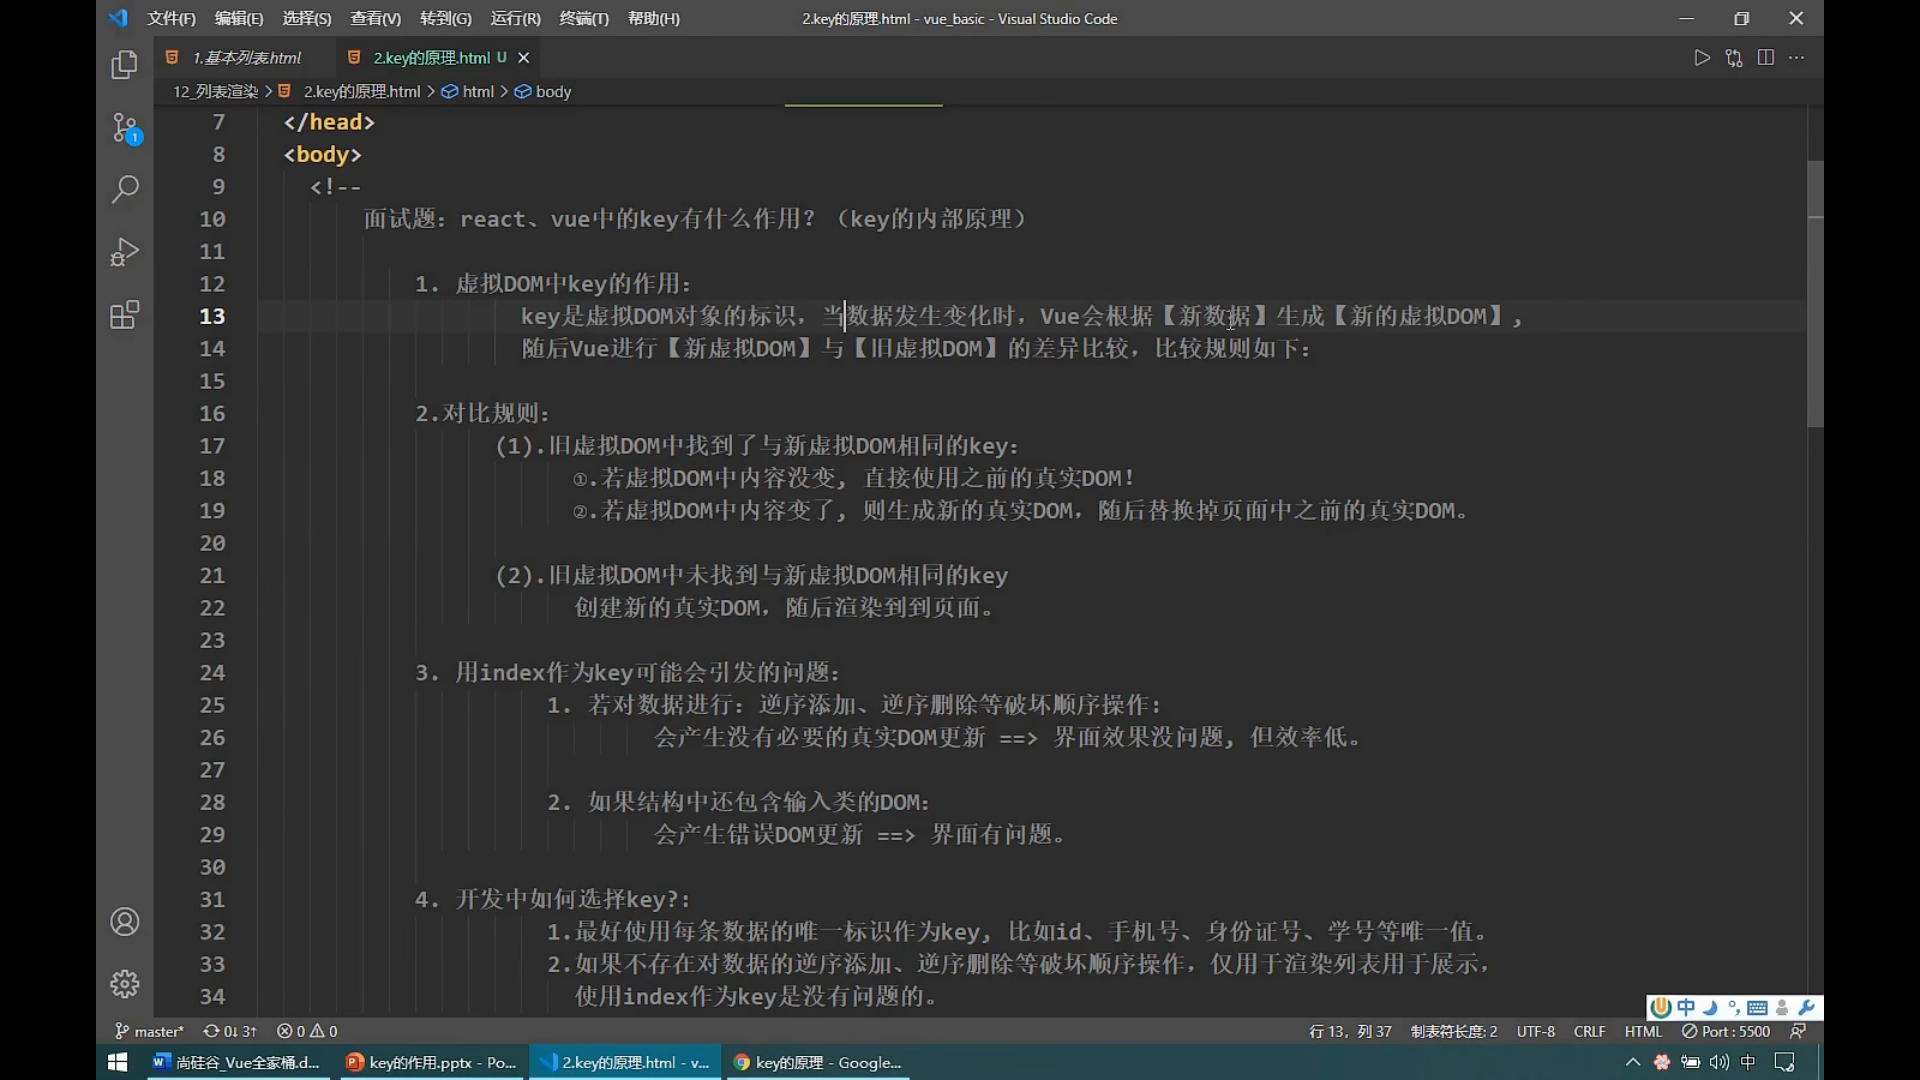 文件(F) 编辑(E) 选择(S) 查看(V) 转到(G) 运行(R) 终端(T) 帮助(H) 2.key的原理.html - vue_basic - Visual Studio Code
1.基本列表.html 2.key的原理.html U
12_列表渲染 > 2.key的原理.html > html > body
7 </head>
8 <body>
9 <!--
10 面试题：react、vue中的key有什么作用？（key的内部原理）
11
12 1. 虚拟DOM中key的作用：
13 key是虚拟DOM对象的标识，当数据发生变化时，Vue会根据【新数据】生成【新的虚拟DOM】,
14 随后Vue进行【新虚拟DOM】与【旧虚拟DOM】的差异比较，比较规则如下：
15
16 2.对比规则：
17 (1).旧虚拟DOM中找到了与新虚拟DOM相同的key：
18 ①.若虚拟DOM中内容没变, 直接使用之前的真实DOM！
19 ②.若虚拟DOM中内容变了, 则生成新的真实DOM，随后替换掉页面中之前的真实DOM。
20
21 (2).旧虚拟DOM中未找到与新虚拟DOM相同的key
22 创建新的真实DOM，随后渲染到到页面。
23
24 3. 用index作为key可能会引发的问题：
25 1. 若对数据进行：逆序添加、逆序删除等破坏顺序操作:
26 会产生没有必要的真实DOM更新 ==> 界面效果没问题, 但效率低。
27
28 2. 如果结构中还包含输入类的DOM：
29 会产生错误DOM更新 ==> 界面有问题。
30
31 4. 开发中如何选择key?:
32 1.最好使用每条数据的唯一标识作为key, 比如id、手机号、身份证号、学号等唯一值。
33 2.如果不存在对数据的逆序添加、逆序删除等破坏顺序操作，仅用于渲染列表用于展示，
34 使用index作为key是没有问题的。
中
master* 0↓ 3↑ 0 0 行 13，列 37 制表符长度: 2 UTF-8 CRLF HTML Port : 5500
尚硅谷_Vue全家桶.d... key的作用.pptx - Po... 2.key的原理.html - v... key的原理 - Google... 中